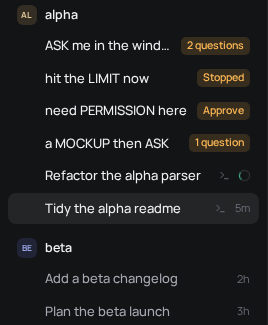 AL alpha
ASK me in the wind... 2 questions
hit the LIMIT now Stopped
need PERMISSION here Approve
a MOCKUP then ASK 1 question
Refactor the alpha parser
Tidy the alpha readme 5m
BE beta
Add a beta changelog 2h
Plan the beta launch 3h